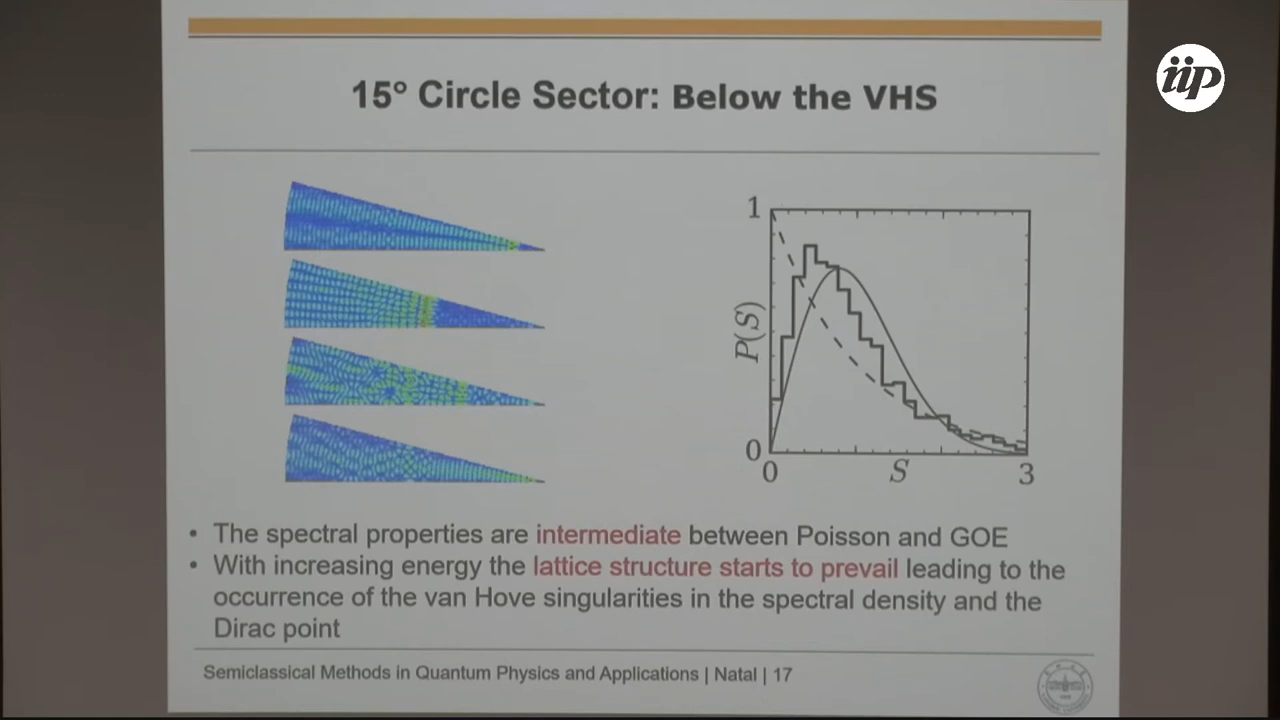 iip
15° Circle Sector: Below the VHS
1
P(S)
0
0
S
3
• The spectral properties are intermediate between Poisson and GOE
• With increasing energy the lattice structure starts to prevail leading to the
occurrence of the van Hove singularities in the spectral density and the
Dirac point
Semiclassical Methods in Quantum Physics and Applications | Natal | 17